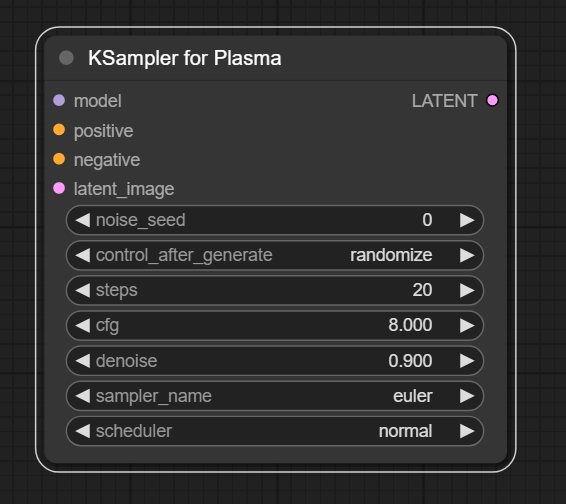 KSampler for Plasma
model LATENT
positive
negative
latent_image
noise_seed 0
control_after_generate randomize
steps 20
cfg 8.000
denoise 0.900
sampler_name euler
scheduler normal